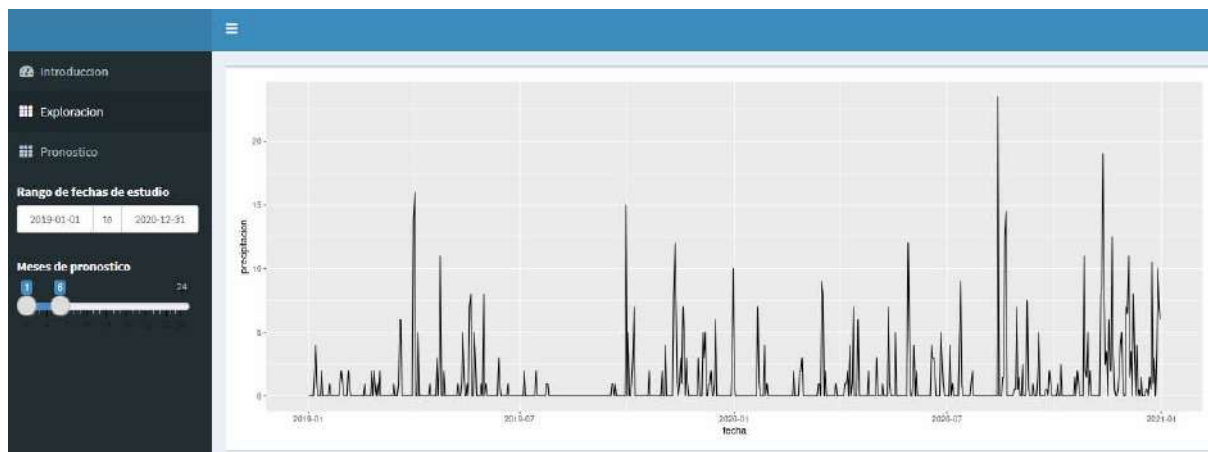 Introduccion
Exploracion
Pronostico
Rango de fechas de estudio
2019-01-01 to 2020-12-31
Meses de pronostico
1 6 24
precipitacion
20
15
10
5
0
2019-01 2019-07 2020-01 2020-07 2021-01
fecha